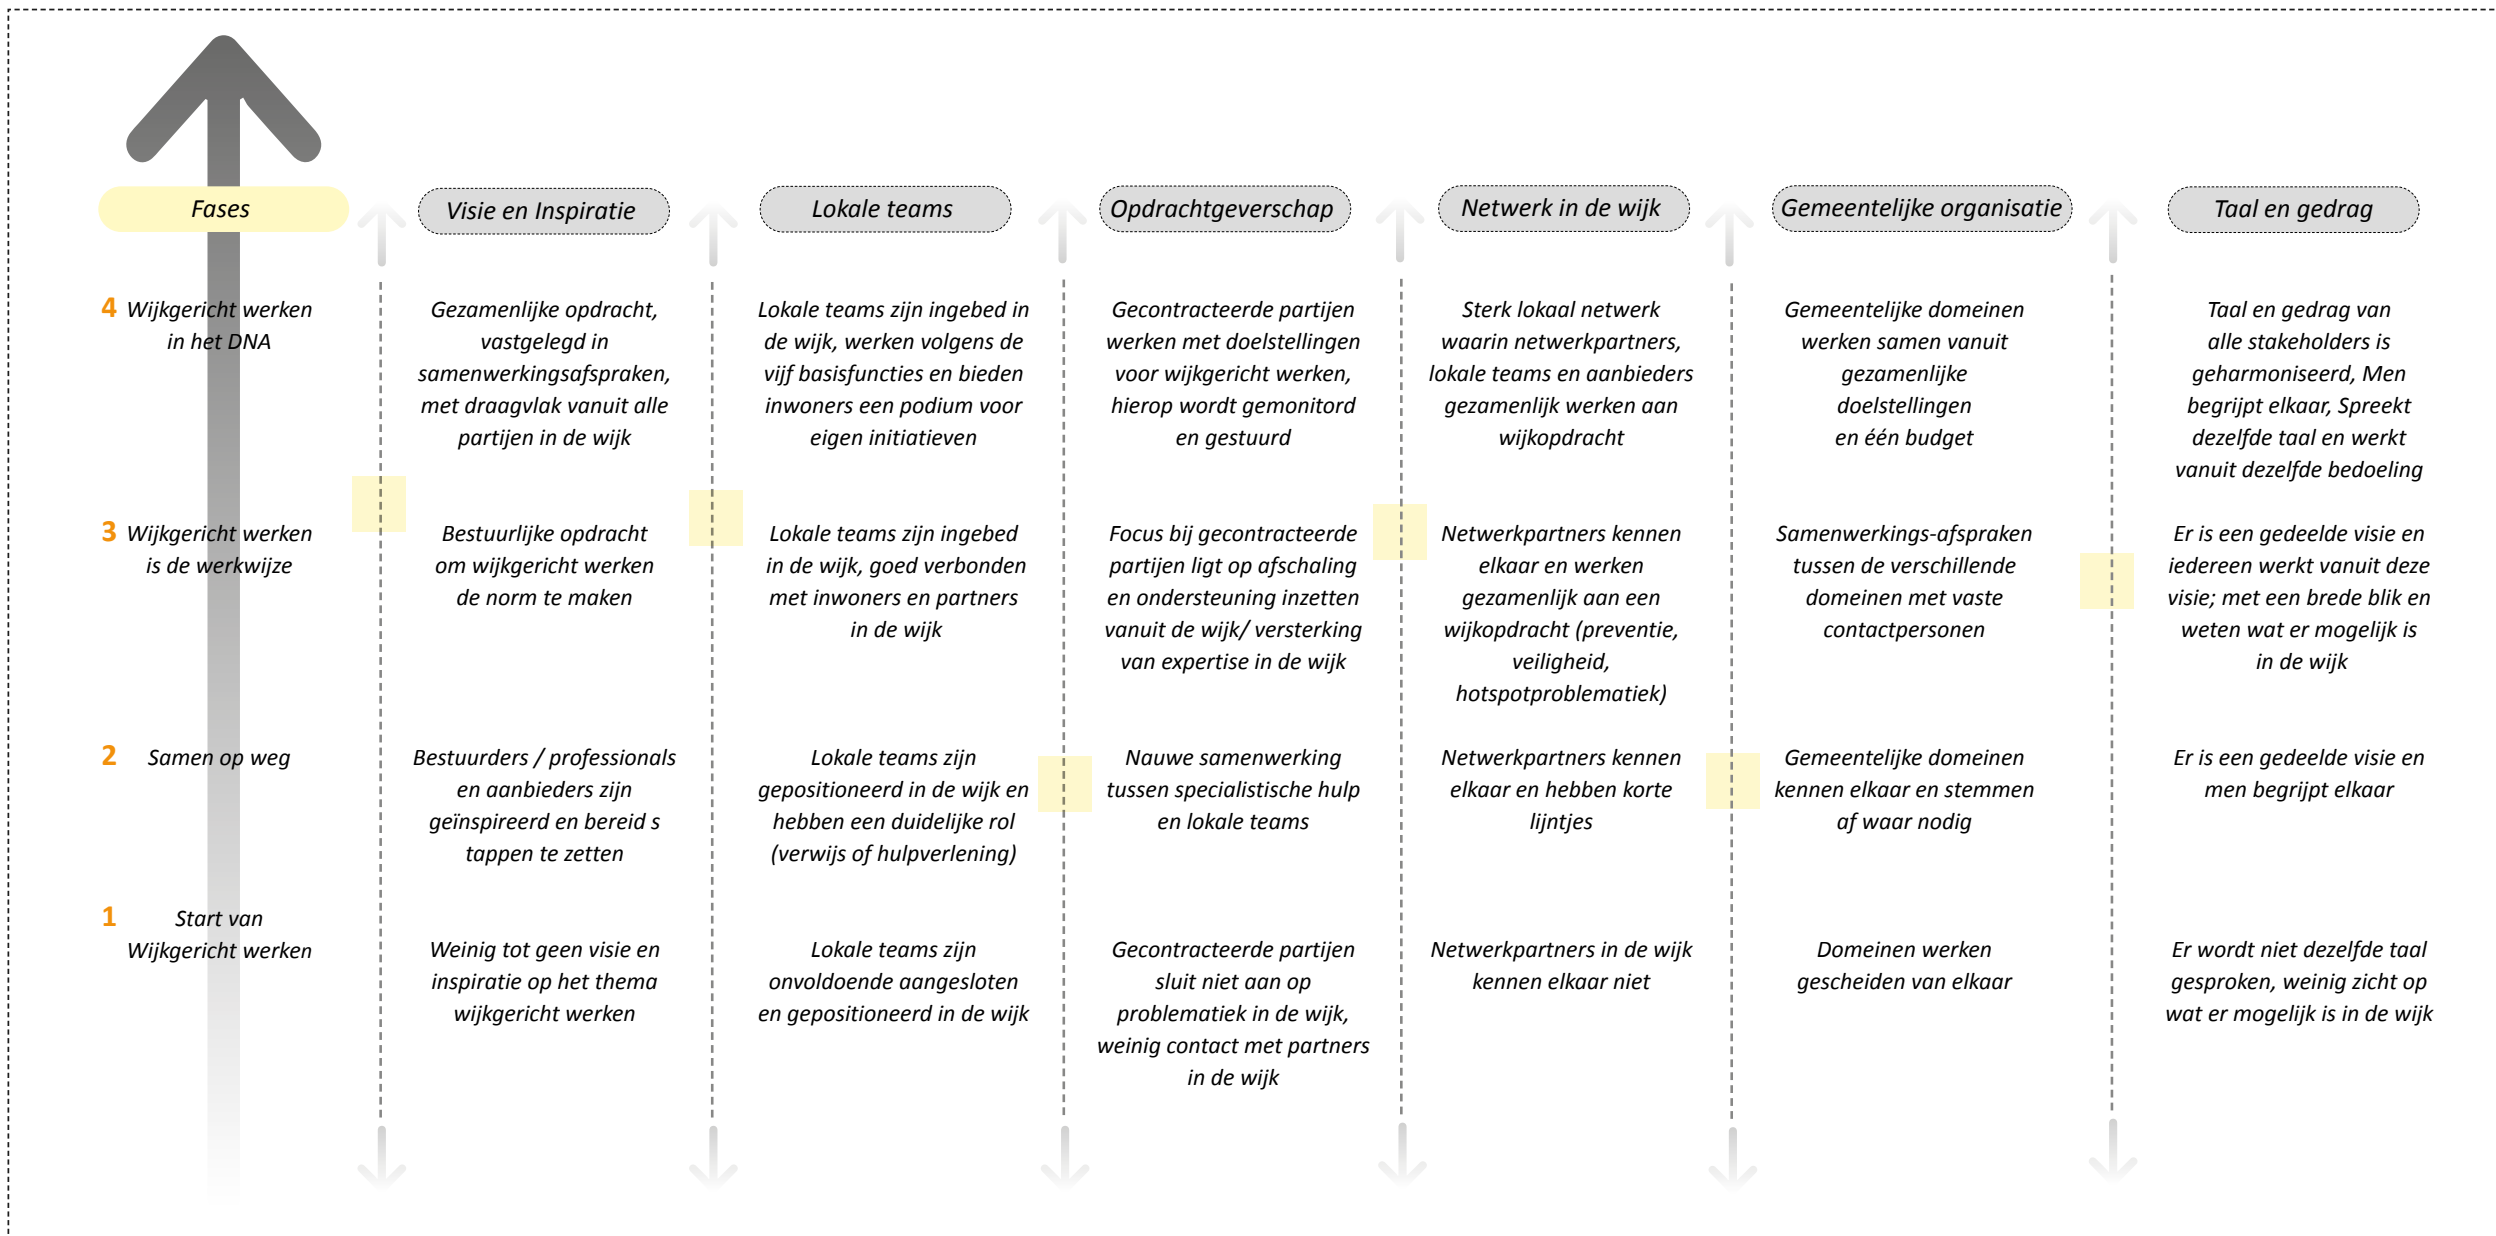 Fases
Visie en Inspiratie
Lokale teams
Opdrachtgeverschap
Netwerk in de wijk
Gemeentelijke organisatie
Taal en gedrag
4 Wijkgericht werken
in het DNA
Gezamenlijke opdracht,
vastgelegd in
samenwerkingsafspraken,
met draagvlak vanuit alle
partijen in de wijk
Lokale teams zijn ingebed in
de wijk, werken volgens de
vijf basisfuncties en bieden
inwoners een podium voor
eigen initiatieven
Gecontracteerde partijen
werken met doelstellingen
voor wijkgericht werken,
hierop wordt gemonitord
en gestuurd
Sterk lokaal netwerk
waarin netwerkpartners,
lokale teams en aanbieders
gezamenlijk werken aan
wijkopdracht
Gemeentelijke domeinen
werken samen vanuit
gezamenlijke
doelstellingen
en één budget
Taal en gedrag van
alle stakeholders is
geharmoniseerd, Men
begrijpt elkaar, Spreekt
dezelfde taal en werkt
vanuit dezelfde bedoeling
3 Wijkgericht werken
is de werkwijze
Bestuurlijke opdracht
om wijkgericht werken
de norm te maken
Lokale teams zijn ingebed
in de wijk, goed verbonden
met inwoners en partners
in de wijk
Focus bij gecontracteerde
partijen ligt op afschaling
en ondersteuning inzetten
vanuit de wijk/ versterking
van expertise in de wijk
Netwerkpartners kennen
elkaar en werken
gezamenlijk aan een
wijkopdracht (preventie,
veiligheid,
hotspotproblematiek)
Samenwerkings-afspraken
tussen de verschillende
domeinen met vaste
contactpersonen
Er is een gedeelde visie en
iedereen werkt vanuit deze
visie; met een brede blik en
weten wat er mogelijk is
in de wijk
2 Samen op weg
Bestuurders / professionals
en aanbieders zijn
geïnspireerd en bereid s
tappen te zetten
Lokale teams zijn
gepositioneerd in de wijk en
hebben een duidelijke rol
(verwijs of hulpverlening)
Nauwe samenwerking
tussen specialistische hulp
en lokale teams
Netwerkpartners kennen
elkaar en hebben korte
lijntjes
Gemeentelijke domeinen
kennen elkaar en stemmen
af waar nodig
Er is een gedeelde visie en
men begrijpt elkaar
1 Start van
Wijkgericht werken
Weinig tot geen visie en
inspiratie op het thema
wijkgericht werken
Lokale teams zijn
onvoldoende aangesloten
en gepositioneerd in de wijk
Gecontracteerde partijen
sluit niet aan op
problematiek in de wijk,
weinig contact met partners
in de wijk
Netwerkpartners in de wijk
kennen elkaar niet
Domeinen werken
gescheiden van elkaar
Er wordt niet dezelfde taal
gesproken, weinig zicht op
wat er mogelijk is in de wijk